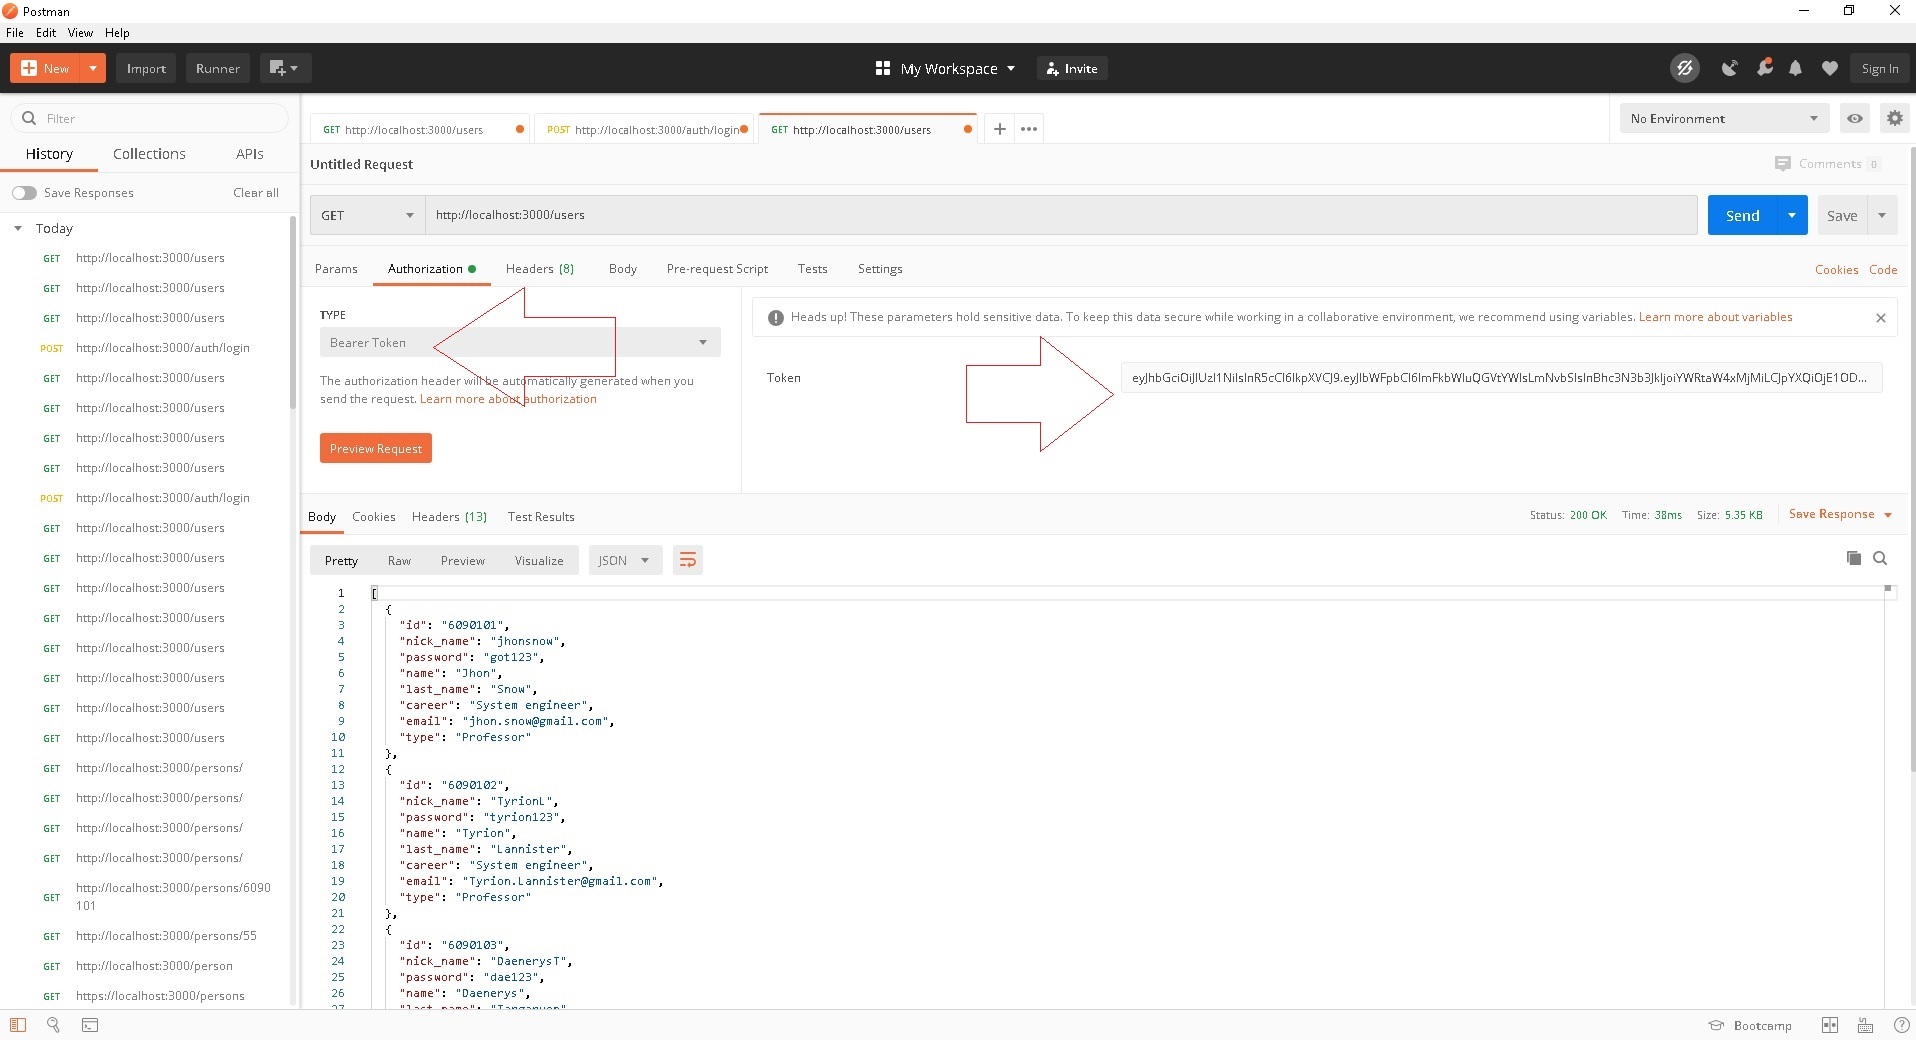 Postman
File Edit View Help
New Import Runner My Workspace Invite Sign In
Filter
History Collections APIs
Save Responses Clear all
Today
GET http://localhost:3000/users
GET http://localhost:3000/users
GET http://localhost:3000/users
POST http://localhost:3000/auth/login
GET http://localhost:3000/users
GET http://localhost:3000/users
GET http://localhost:3000/users
GET http://localhost:3000/users
POST http://localhost:3000/auth/login
GET http://localhost:3000/users
GET http://localhost:3000/users
GET http://localhost:3000/users
GET http://localhost:3000/users
GET http://localhost:3000/users
GET http://localhost:3000/users
GET http://localhost:3000/users
GET http://localhost:3000/users
GET http://localhost:3000/persons/
GET http://localhost:3000/persons/
GET http://localhost:3000/persons/
GET http://localhost:3000/persons/
GET http://localhost:3000/persons/6090
101
GET http://localhost:3000/persons/55
GET http://localhost:3000/person
GET https://localhost:3000/persons
GET http://localhost:3000/users POST http://localhost:3000/auth/login GET http://localhost:3000/users
No Environment
Untitled Request
Comments 0
GET http://localhost:3000/users Send Save
Params Authorization Headers (8) Body Pre-request Script Tests Settings Cookies Code
TYPE
Bearer Token
The authorization header will be automatically generated when you
send the request. Learn more about authorization
Preview Request
Heads up! These parameters hold sensitive data. To keep this data secure while working in a collaborative environment, we recommend using variables. Learn more about variables
Token
Body Cookies Headers (13) Test Results Status: 200 OK Time: 38ms Size: 5.35 KB Save Response
Pretty Raw Preview Visualize JSON
1 [
2 {
3 "id": "6090101",
4 "nick_name": "jhonsnow",
5 "password": "got123",
6 "name": "Jhon",
7 "last_name": "Snow",
8 "career": "System engineer",
9 "email": "jhon.snow@gmail.com",
10 "type": "Professor"
11 },
12 {
13 "id": "6090102",
14 "nick_name": "TyrionL",
15 "password": "tyrion123",
16 "name": "Tyrion",
17 "last_name": "Lannister",
18 "career": "System engineer",
19 "email": "Tyrion.Lannister@gmail.com",
20 "type": "Professor"
21 },
22 {
23 "id": "6090103",
24 "nick_name": "DaenerysT",
25 "password": "dae123",
26 "name": "Daenerys",
Bootcamp